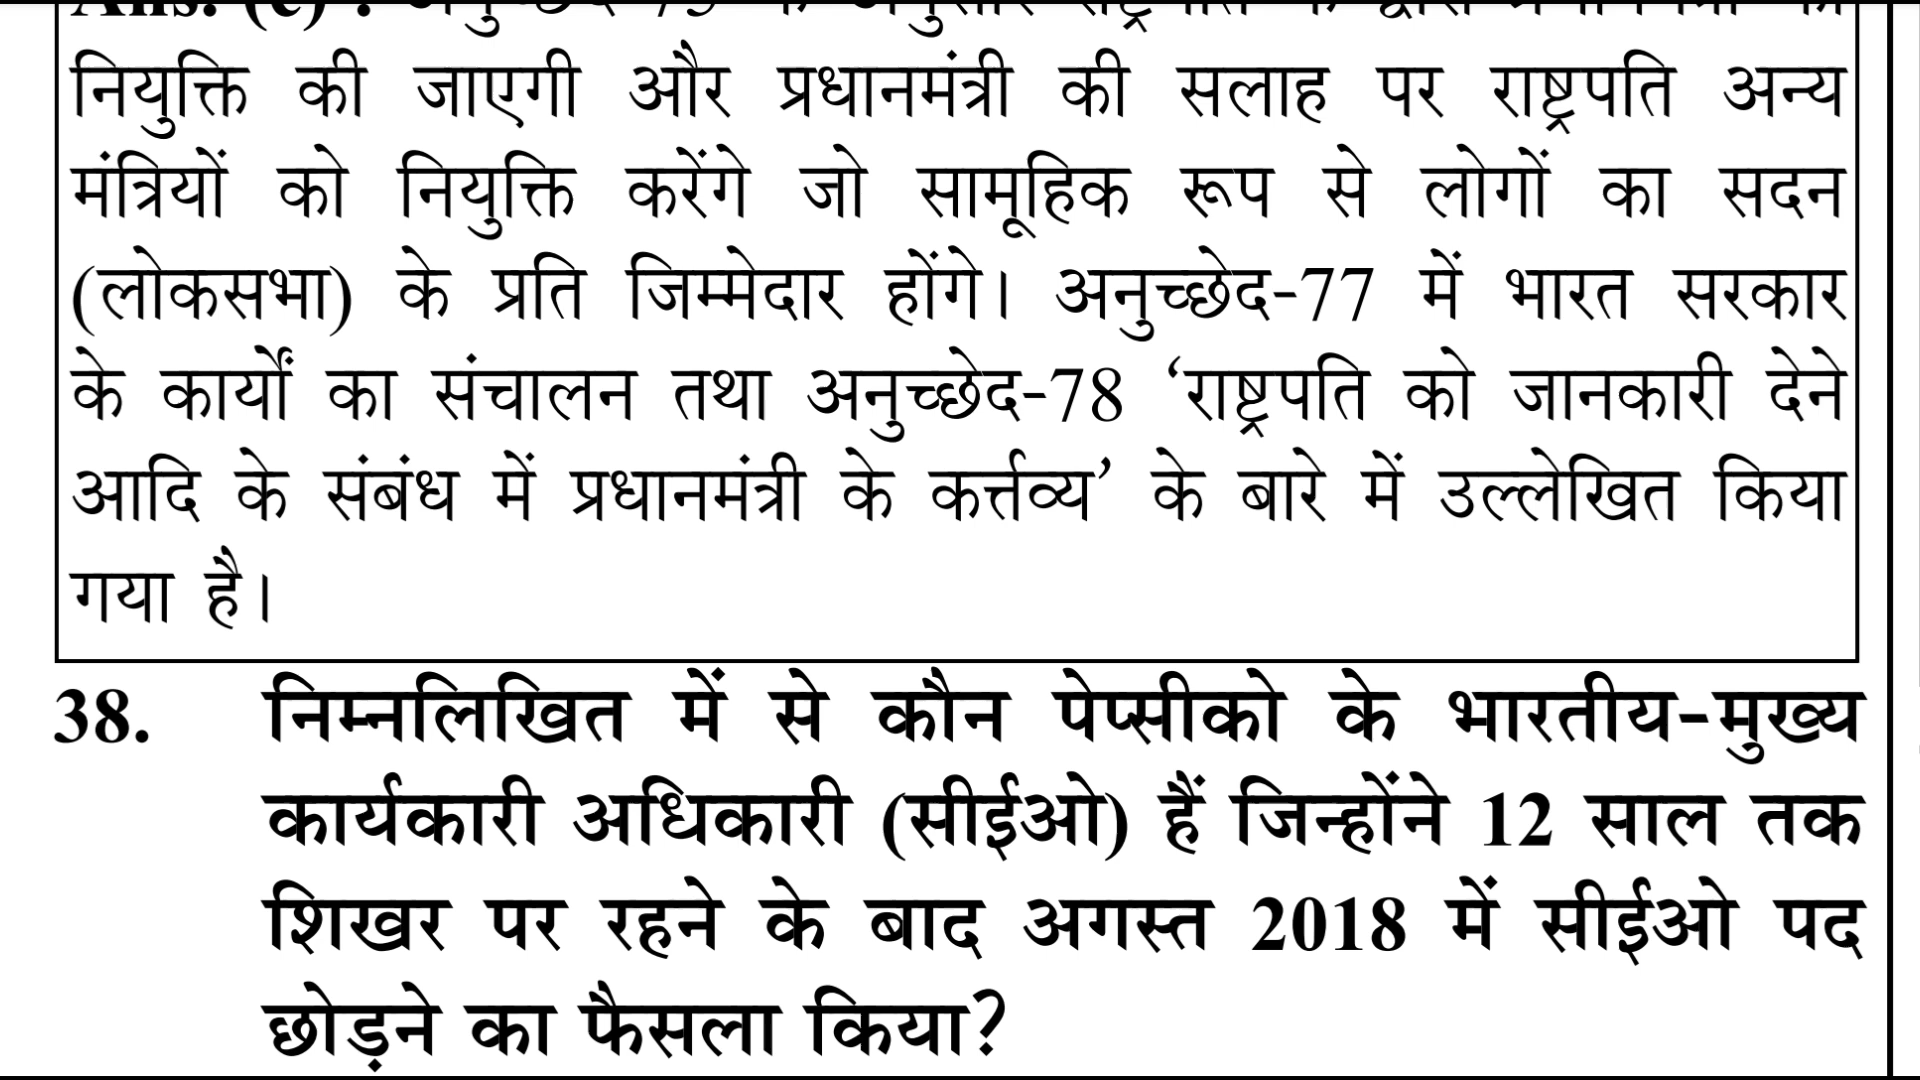 नियुक्ति की जाएगी और प्रधानमंत्री की सलाह पर राष्ट्रपति अन्य
मंत्रियों को नियुक्ति करेंगे जो सामूहिक रूप से लोगों का सदन
(लोकसभा) के प्रति जिम्मेदार होंगे। अनुच्छेद-77 में भारत सरकार
के कार्यों का संचालन तथा अनुच्छेद-78 ‘राष्ट्रपति को जानकारी देने
आदि के संबंध में प्रधानमंत्री के कर्त्तव्य’ के बारे में उल्लेखित किया
गया है।
38. निम्नलिखित में से कौन पेप्सीको के भारतीय-मुख्य
कार्यकारी अधिकारी (सीईओ) हैं जिन्होंने 12 साल तक
शिखर पर रहने के बाद अगस्त 2018 में सीईओ पद
छोड़ने का फैसला किया?